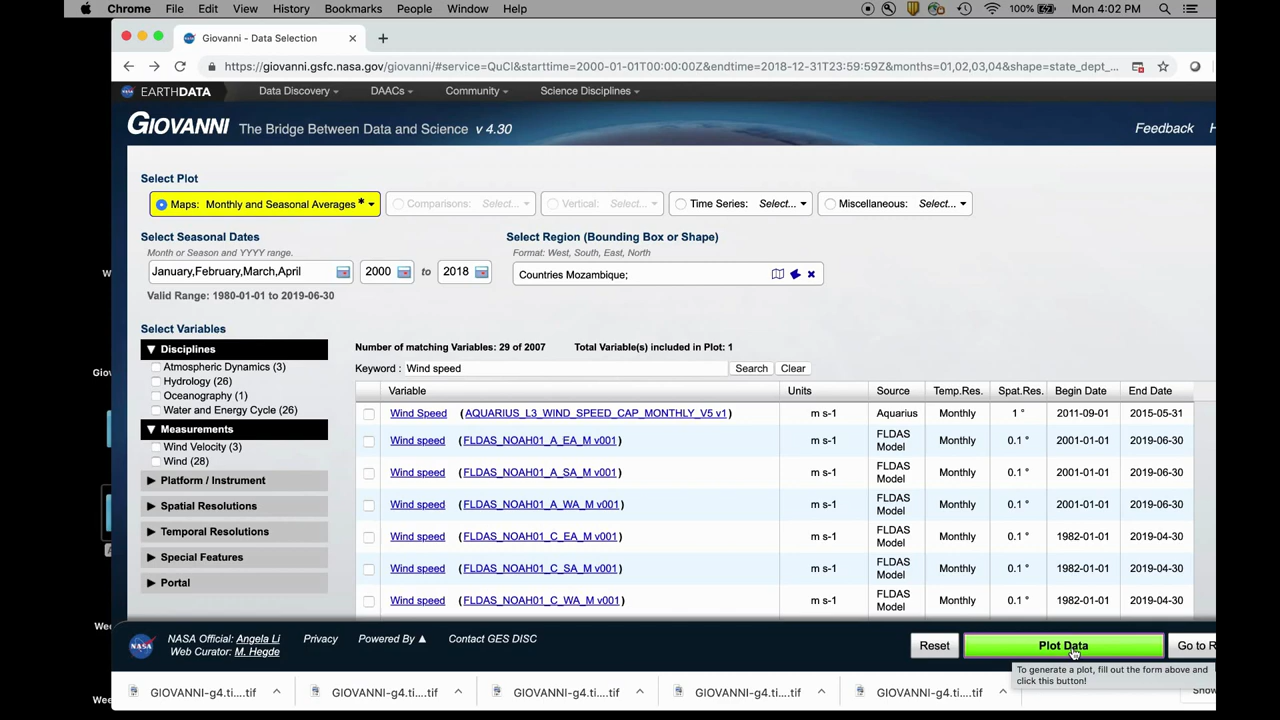 Chrome File Edit View History Bookmarks People Window Help 100% Mon 4:02 PM
Giovanni - Data Selection
https://giovanni.gsfc.nasa.gov/giovanni/#service=QuCl&starttime=2000-01-01T00:00:00Z&endtime=2018-12-31T23:59:59Z&months=01,02,03,04&shape=state_dept_...
EARTHDATA Data Discovery DAACs Community Science Disciplines
GIOVANNI The Bridge Between Data and Science v 4.30 Feedback H
Select Plot
Maps: Monthly and Seasonal Averages * Comparisons: Select... Vertical: Select... Time Series: Select... Miscellaneous: Select...
Select Seasonal Dates Select Region (Bounding Box or Shape)
Month or Season and YYYY range. Format: West, South, East, North
January,February,March,April 2000 to 2018 Countries Mozambique;
Valid Range: 1980-01-01 to 2019-06-30
Select Variables
Disciplines
Atmospheric Dynamics (3)
Hydrology (26)
Oceanography (1)
Water and Energy Cycle (26)
Measurements
Wind Velocity (3)
Wind (28)
Platform / Instrument
Spatial Resolutions
Temporal Resolutions
Special Features
Portal
Number of matching Variables: 29 of 2007 Total Variable(s) included in Plot: 1
Keyword : Wind speed Search Clear
Variable Units Source Temp.Res. Spat.Res. Begin Date End Date
Wind Speed (AQUARIUS_L3_WIND_SPEED_CAP_MONTHLY_V5 v1) m s-1 Aquarius Monthly 1 ° 2011-09-01 2015-05-31
Wind speed (FLDAS_NOAH01_A_EA_M v001) m s-1 FLDAS Model Monthly 0.1 ° 2001-01-01 2019-06-30
Wind speed (FLDAS_NOAH01_A_SA_M v001) m s-1 FLDAS Model Monthly 0.1 ° 2001-01-01 2019-06-30
Wind speed (FLDAS_NOAH01_A_WA_M v001) m s-1 FLDAS Model Monthly 0.1 ° 2001-01-01 2019-06-30
Wind speed (FLDAS_NOAH01_C_EA_M v001) m s-1 FLDAS Model Monthly 0.1 ° 1982-01-01 2019-04-30
Wind speed (FLDAS_NOAH01_C_SA_M v001) m s-1 FLDAS Model Monthly 0.1 ° 1982-01-01 2019-04-30
Wind speed (FLDAS_NOAH01_C_WA_M v001) m s-1 FLDAS Model Monthly 0.1 ° 1982-01-01 2019-04-30
NASA Official: Angela Li Privacy Powered By Contact GES DISC
Web Curator: M. Hegde
Reset Plot Data Go to R
To generate a plot, fill out the form above and
click this button!
GIOVANNI-g4.ti....tif GIOVANNI-g4.ti....tif GIOVANNI-g4.ti....tif GIOVANNI-g4.ti....tif GIOVANNI-g4.ti....tif Show
W
Giov
Wee
Wee